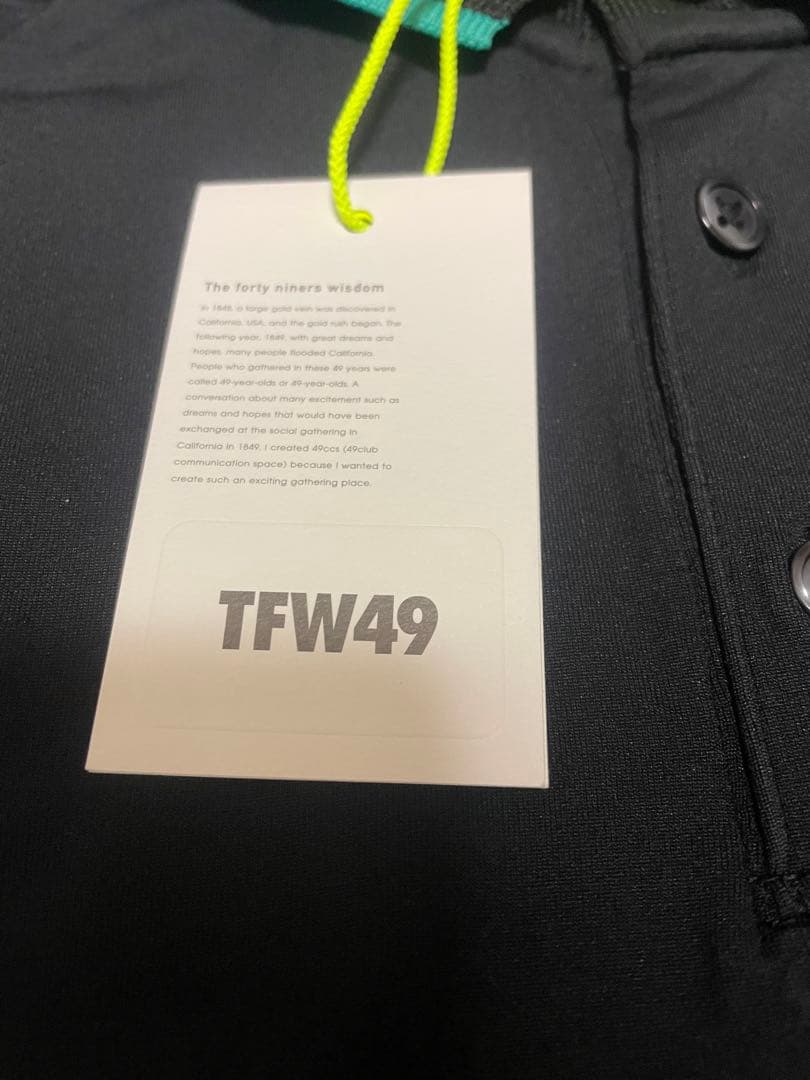 The forty niners wisdom
In 1848, a large gold vein was discovered in
California, USA, and the gold rush began. The
following year, 1849, with great dreams and
hopes, many people flooded California.
People who gathered in these 49 years were
called 49-year-olds or 49-year-olds. A
conversation about many excitement such as
dreams and hopes that would have been
exchanged at the social gathering in
California in 1849. I created 49ccs (49club
communication space) because I wanted to
create such an exciting gathering place.
TFW49